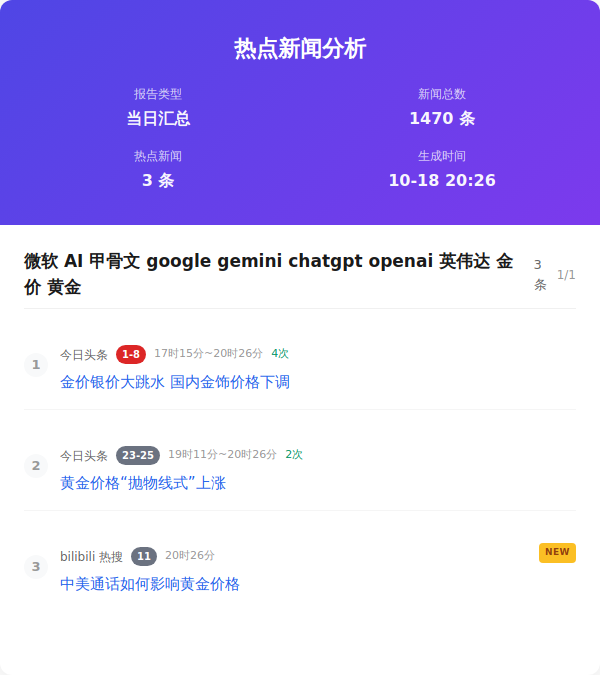 热点新闻分析
报告类型
新闻总数
当日汇总
1470 条
热点新闻
生成时间
3 条
10-18 20:26
微软 AI 甲骨文 google gemini chatgpt openai 英伟达 金
价 黄金
3
条
1/1
1
今日头条 1-8 17时15分~20时26分 4次
金价银价大跳水 国内金饰价格下调
2
今日头条 23-25 19时11分~20时26分 2次
黄金价格“抛物线式”上涨
3
bilibili 热搜 11 20时26分
NEW
中美通话如何影响黄金价格